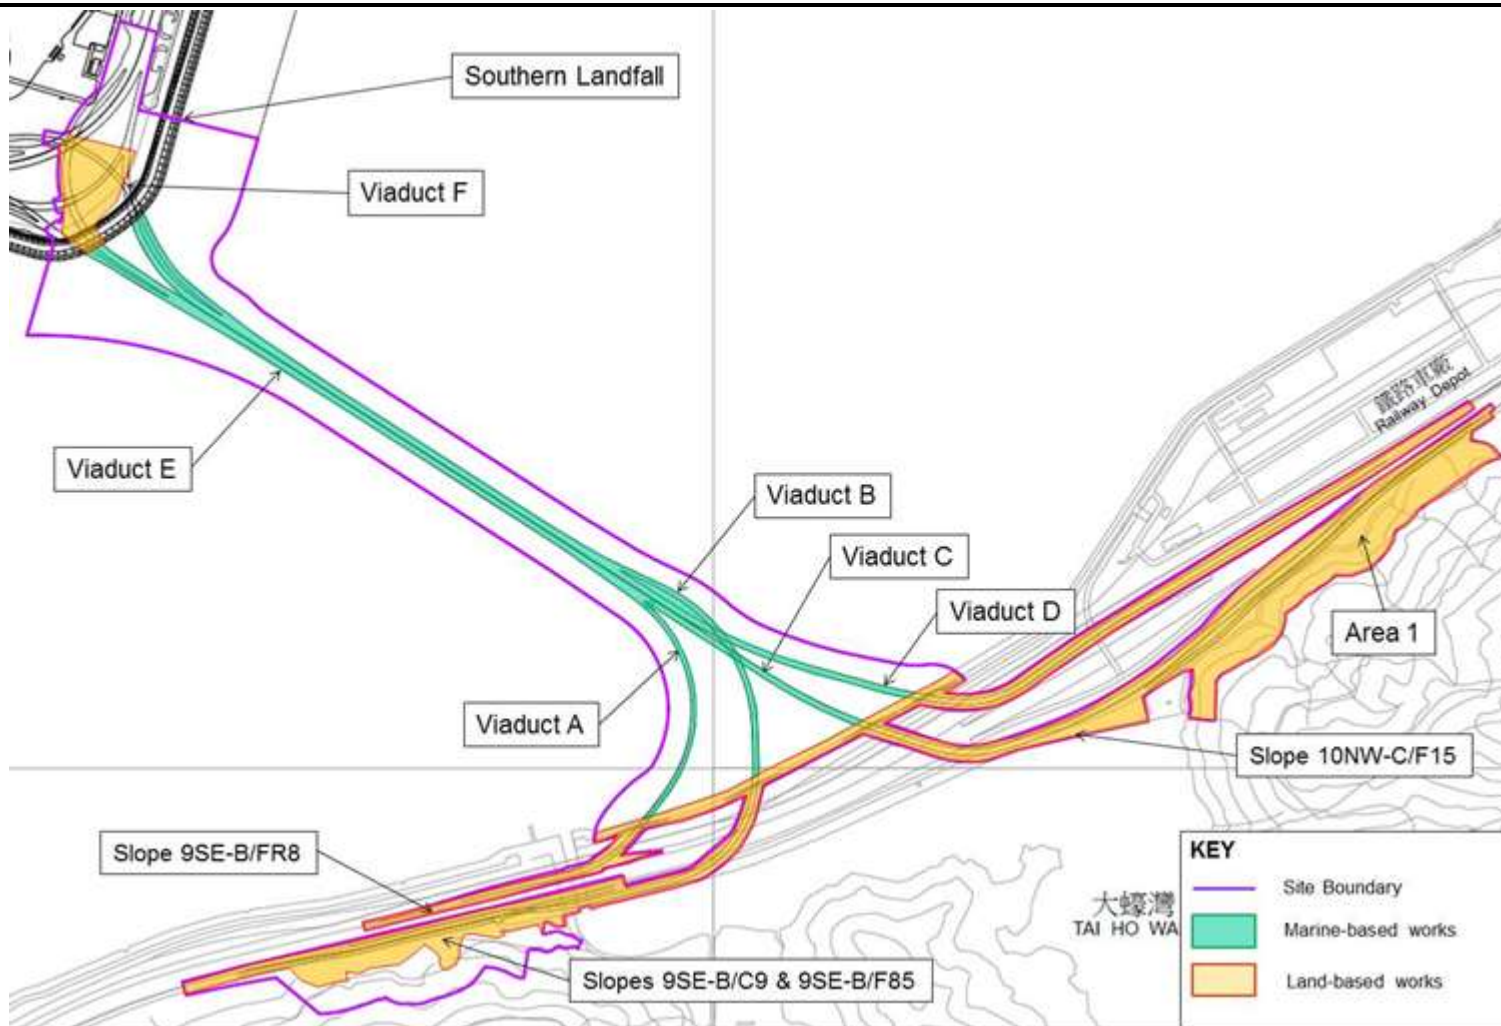 Southern Landfall
Viaduct F
鐵路車廠
Railway Depot
Viaduct E
Viaduct B
Viaduct C
Viaduct D
Area 1
Viaduct A
Slope 10NW-C/F15
Slope 9SE-B/FR8
大蠔灣
TAI HO WA
Slopes 9SE-B/C9 & 9SE-B/F85
KEY
Site Boundary
Marine-based works
Land-based works